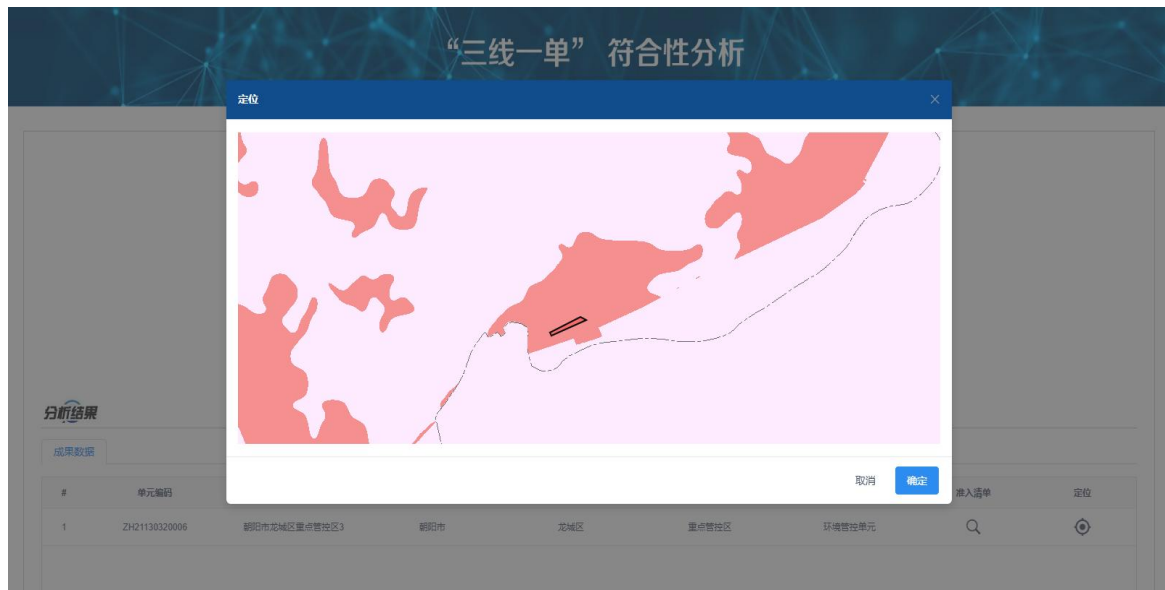 “三线一单” 符合性分析
定位
取消 确定
分析结果
成果数据
# 单元编码 准入清单 定位
1 ZH21130320006 朝阳市龙城区重点管控区3 朝阳市 龙城区 重点管控区 环境管控单元